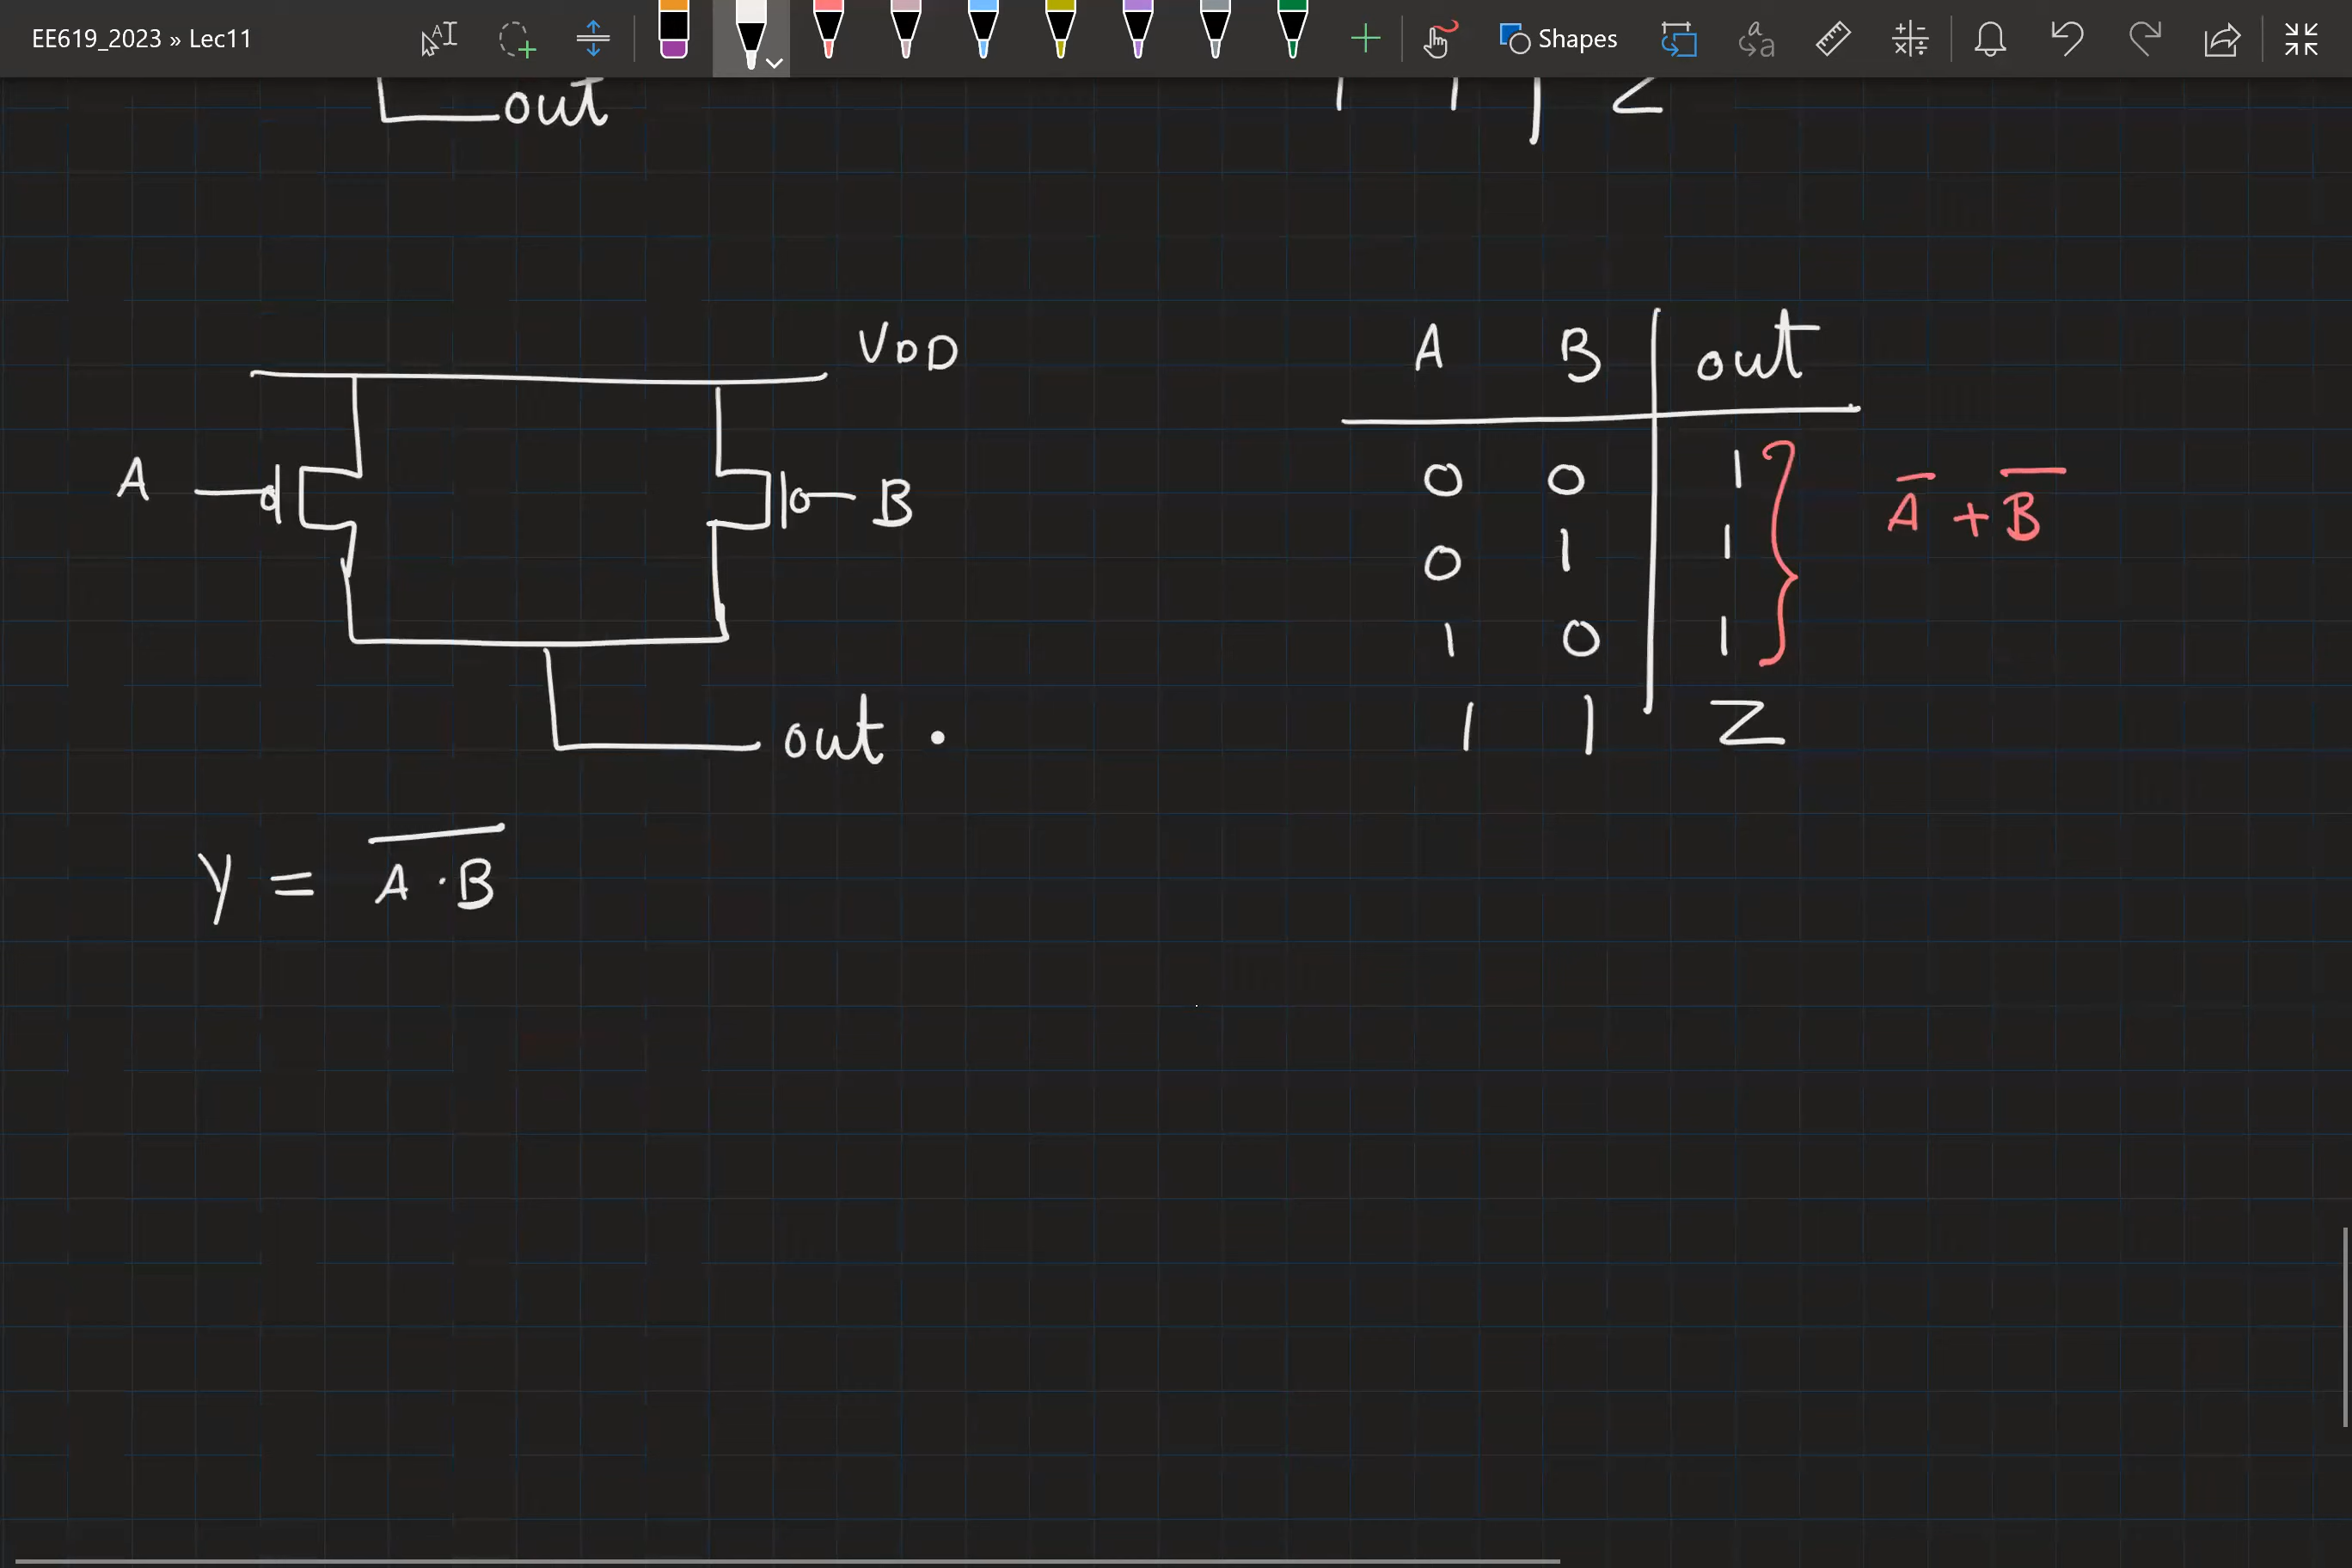 EE619_2023 » Lec11
Shapes
out
1 1 | Z
VDD
A
B
out
A B | out
0 0 | 1
0 1 | 1
1 0 | 1
1 1 | Z
A̅ + B̅
Y = A̅ ̅·̅ ̅B̅